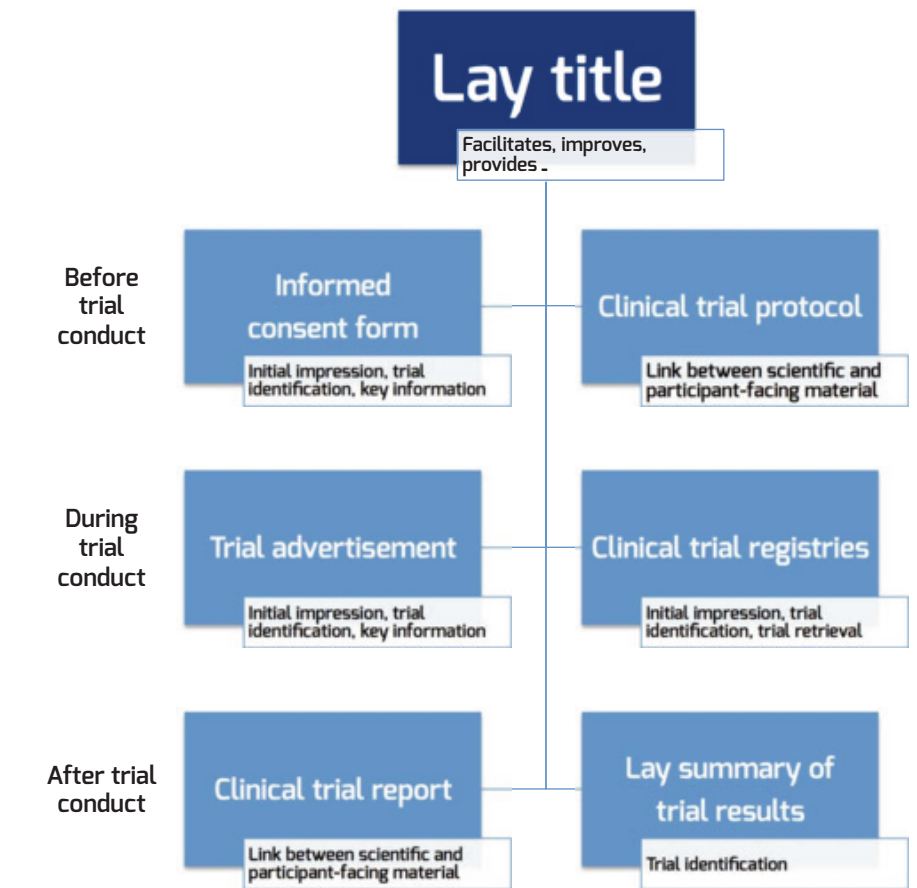 Lay title
Facilitates, improves,
provides ..
Before
trial
conduct
Informed
consent form
Initial impression, trial
identification, key information
Clinical trial protocol
Link between scientific and
participant-facing material
During
trial
conduct
Trial advertisement
Initial impression, trial
identification, key information
Clinical trial registries
Initial impression, trial
identification, trial retrieval
After trial
conduct
Clinical trial report
Link between scientific and
participant-facing material
Lay summary of
trial results
Trial identification